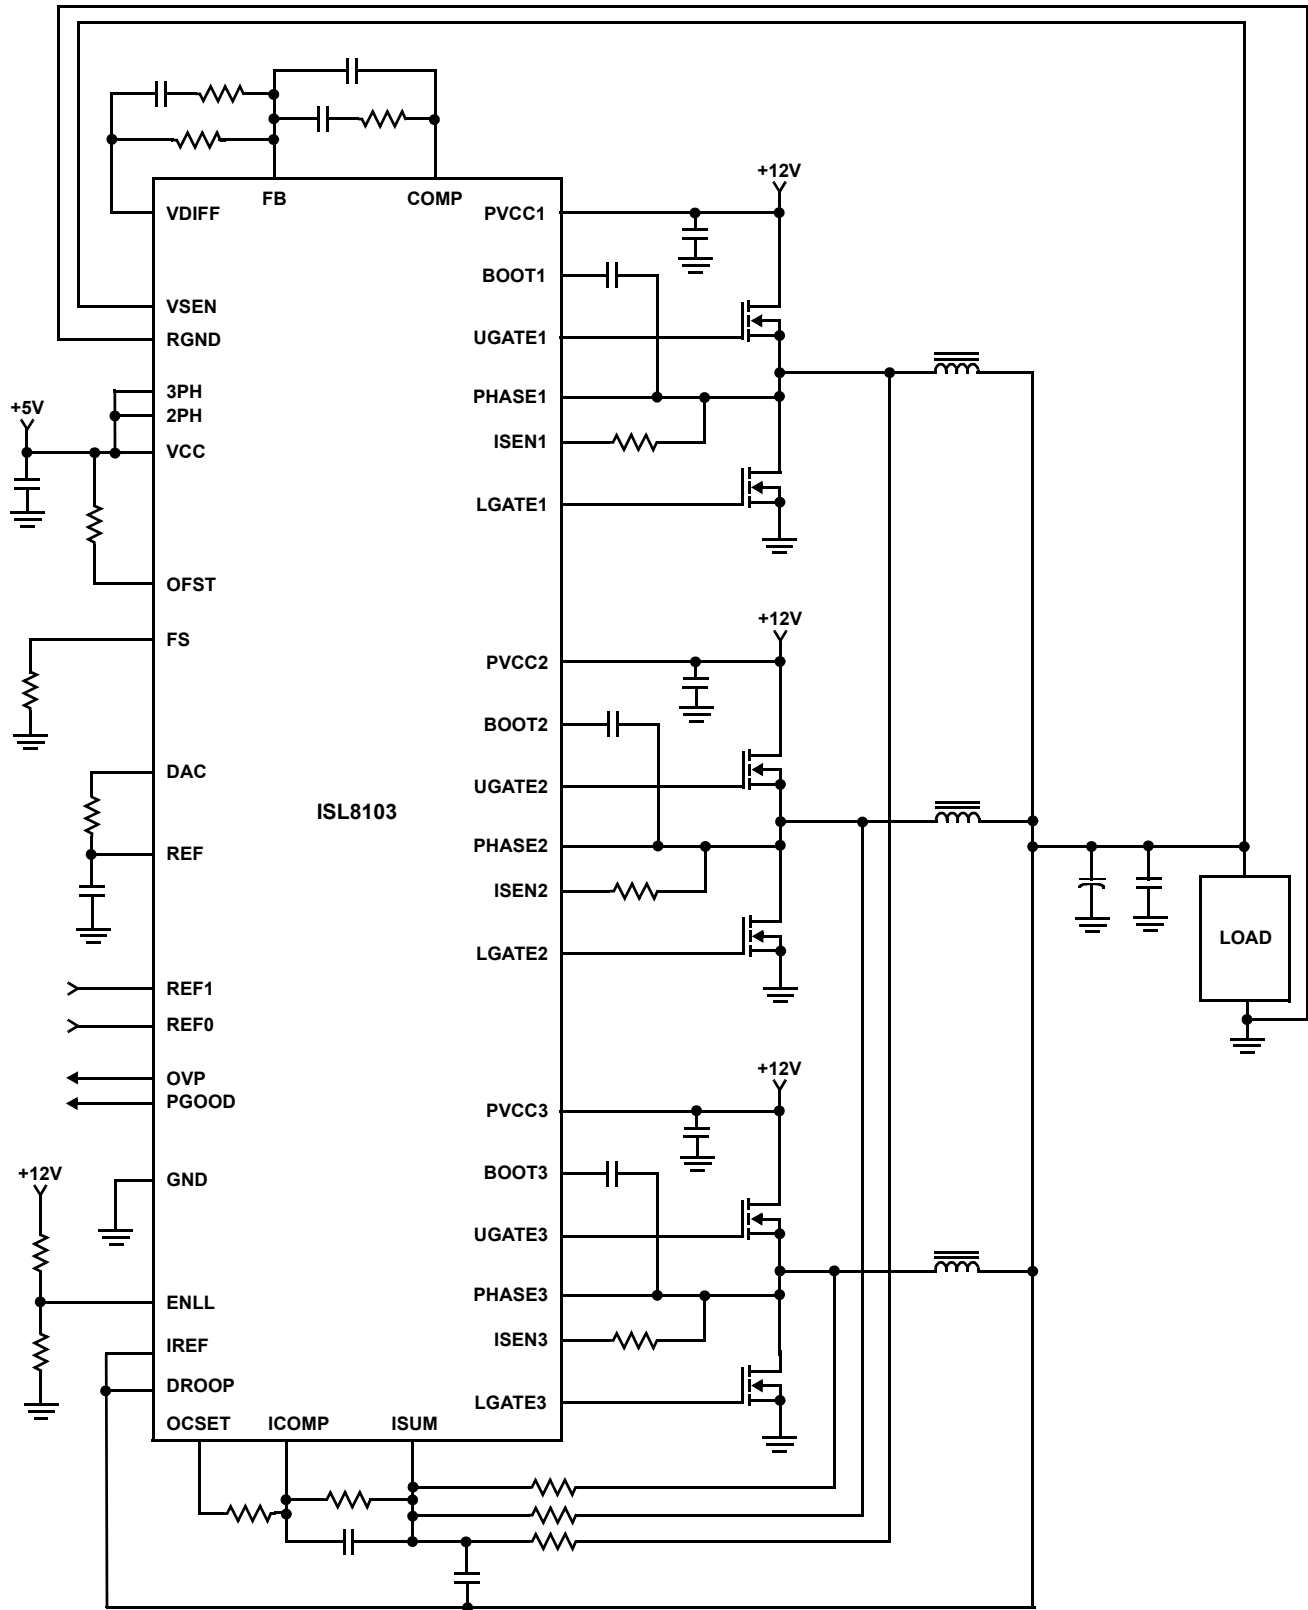 FB
COMP
+12V
VDIFF
PVCC1
BOOT1
VSEN
RGND
UGATE1
3PH
PHASE1
+5V
2PH
ISEN1
VCC
LGATE1
OFST
+12V
FS
PVCC2
BOOT2
DAC
UGATE2
ISL8103
REF
PHASE2
ISEN2
LGATE2
LOAD
REF1
REF0
+12V
OVP
PGOOD
PVCC3
+12V
GND
BOOT3
UGATE3
ENLL
PHASE3
IREF
ISEN3
DROOP
LGATE3
OCSET
ICOMP
ISUM